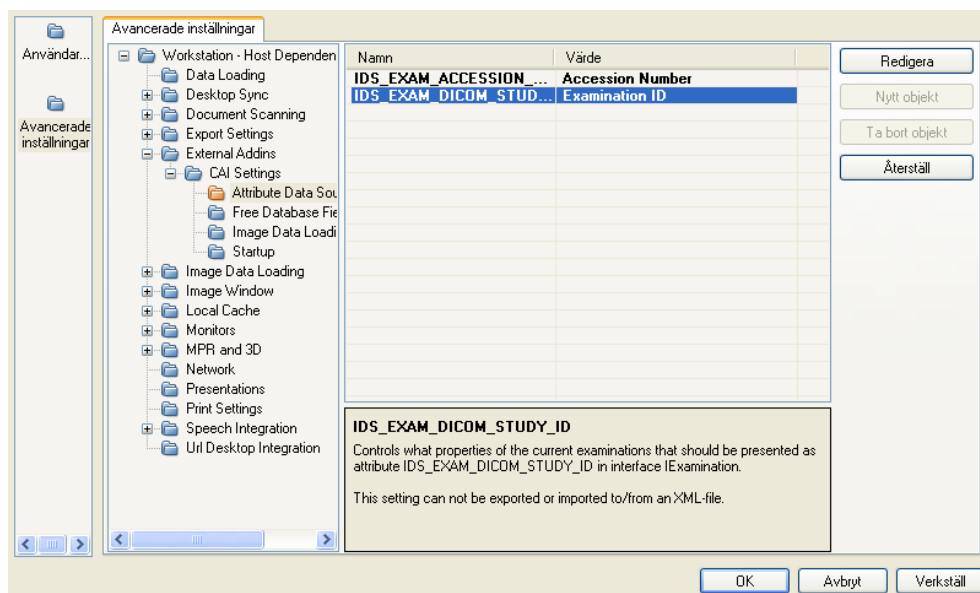 Avancerade inställningar
Användar...
Avancerade
inställningar
Workstation - Host Dependen
Data Loading
Desktop Sync
Document Scanning
Export Settings
External Addins
CAI Settings
Attribute Data Sou
Free Database Fie
Image Data Loadi
Startup
Image Data Loading
Image Window
Local Cache
Monitors
MPR and 3D
Network
Presentations
Print Settings
Speech Integration
Url Desktop Integration
Namn Värde
IDS_EXAM_ACCESSION_... Accession Number
IDS_EXAM_DICOM_STUD... Examination ID
IDS_EXAM_DICOM_STUDY_ID
Controls what properties of the current examinations that should be presented as
attribute IDS_EXAM_DICOM_STUDY_ID in interface IExamination.
This setting can not be exported or imported to/from an XML-file.
Redigera
Nytt objekt
Ta bort objekt
Återställ
OK Avbryt Verkställ